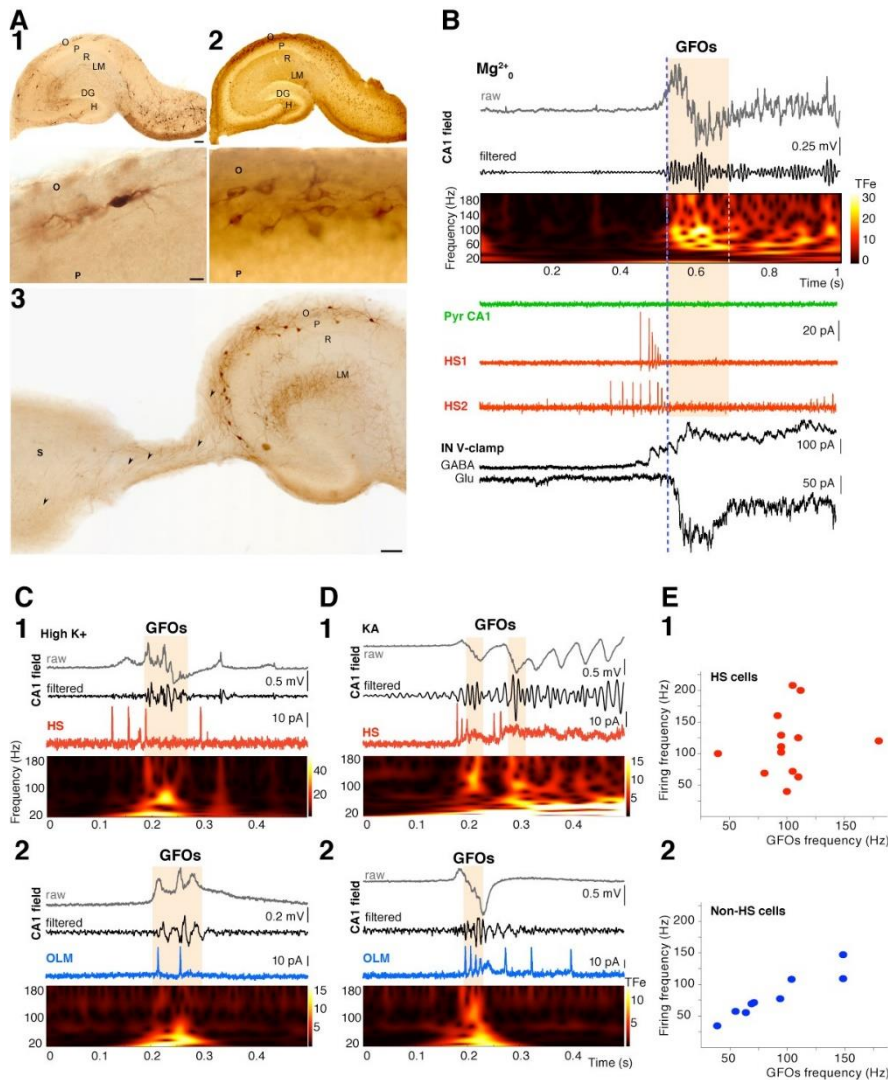 A
1
O
P
R
LM
DG
H
2
O
P
R
LM
DG
H
O
P
O
P
3
O
P
R
LM
S
B
GFOs
Mg2+0
raw
CA1 field
0.25 mV
filtered
TFe
Frequency (Hz)
180
140
100
60
20
30
20
10
0
0.2 0.4 0.6 0.8 1
Time (s)
Pyr CA1
20 pA
HS1
HS2
IN V-clamp
100 pA
GABA
Glu
50 pA
C
1
High K+
GFOs
raw
CA1 field
0.5 mV
filtered
HS
10 pA
Frequency (Hz)
180
100
20
40
20
0
0 0.1 0.2 0.3 0.4
2
GFOs
raw
CA1 field
0.2 mV
filtered
OLM
10 pA
180
100
20
15
10
5
0 0.1 0.2 0.3 0.4
Time (s)
D
1
KA
GFOs
raw
CA1 field
0.5 mV
filtered
HS
10 pA
180
100
20
15
10
5
0
0 0.1 0.2 0.3 0.4
2
GFOs
raw
CA1 field
0.5 mV
filtered
OLM
10 pA
TFe
180
100
20
10
5
0
0 0.1 0.2 0.3 0.4
Time (s)
E
1
HS cells
Firing frequency (Hz)
200
150
100
50
50 100 150
GFOs frequency (Hz)
2
Non-HS cells
Firing frequency (Hz)
200
150
100
50
50 100 150
GFOs frequency (Hz)